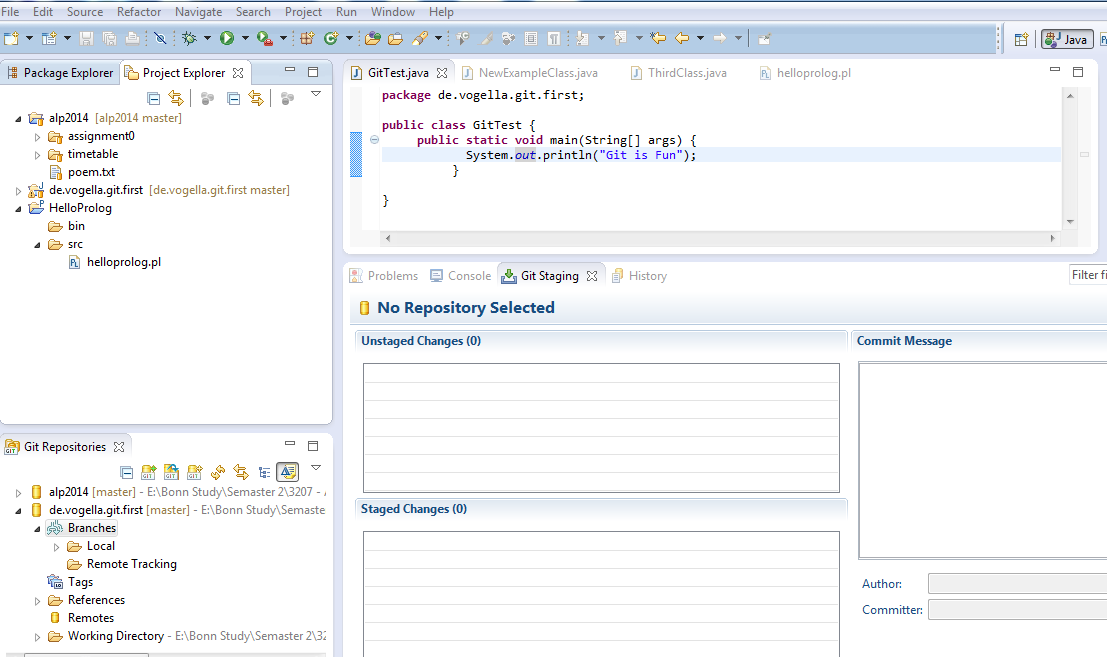 File Edit Source Refactor Navigate Search Project Run Window Help
Java
Package Explorer Project Explorer
alp2014 [alp2014 master]
assignment0
timetable
poem.txt
de.vogella.git.first [de.vogella.git.first master]
HelloProlog
bin
src
helloprolog.pl
GitTest.java NewExampleClass.java ThirdClass.java helloprolog.pl
package de.vogella.git.first;
public class GitTest {
public static void main(String[] args) {
System.out.println("Git is Fun");
}
}
Problems Console Git Staging History
Filter fi
No Repository Selected
Unstaged Changes (0)
Commit Message
Staged Changes (0)
Author:
Committer:
Git Repositories
alp2014 [master] - E:\Bonn Study\Semaster 2\3207 - 
de.vogella.git.first [master] - E:\Bonn Study\Semaste
Branches
Local
Remote Tracking
Tags
References
Remotes
Working Directory - E:\Bonn Study\Semaster 2\32